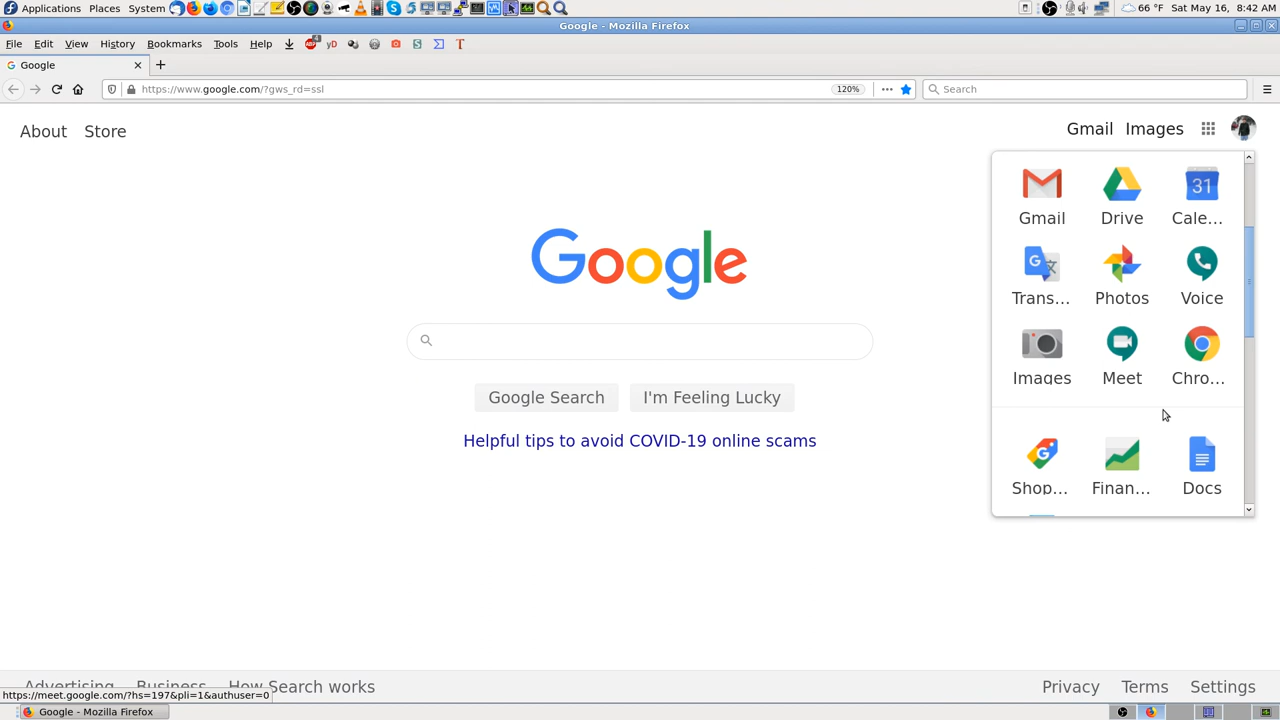 Applications Places System 66 °F Sat May 16, 8:42 AM
Google - Mozilla Firefox
File Edit View History Bookmarks Tools Help 4 yD S T
G Google
https://www.google.com/?gws_rd=ssl 120% Search
About Store Gmail Images
Gmail Drive 31 Cale...
Trans... Photos Voice
Images Meet Chro...
Shop... Finan... Docs
Google
Google Search I'm Feeling Lucky
Helpful tips to avoid COVID-19 online scams
Advertising Business How Search works Privacy Terms Settings
https://meet.google.com/?hs=197&pli=1&authuser=0
Google - Mozilla Firefox